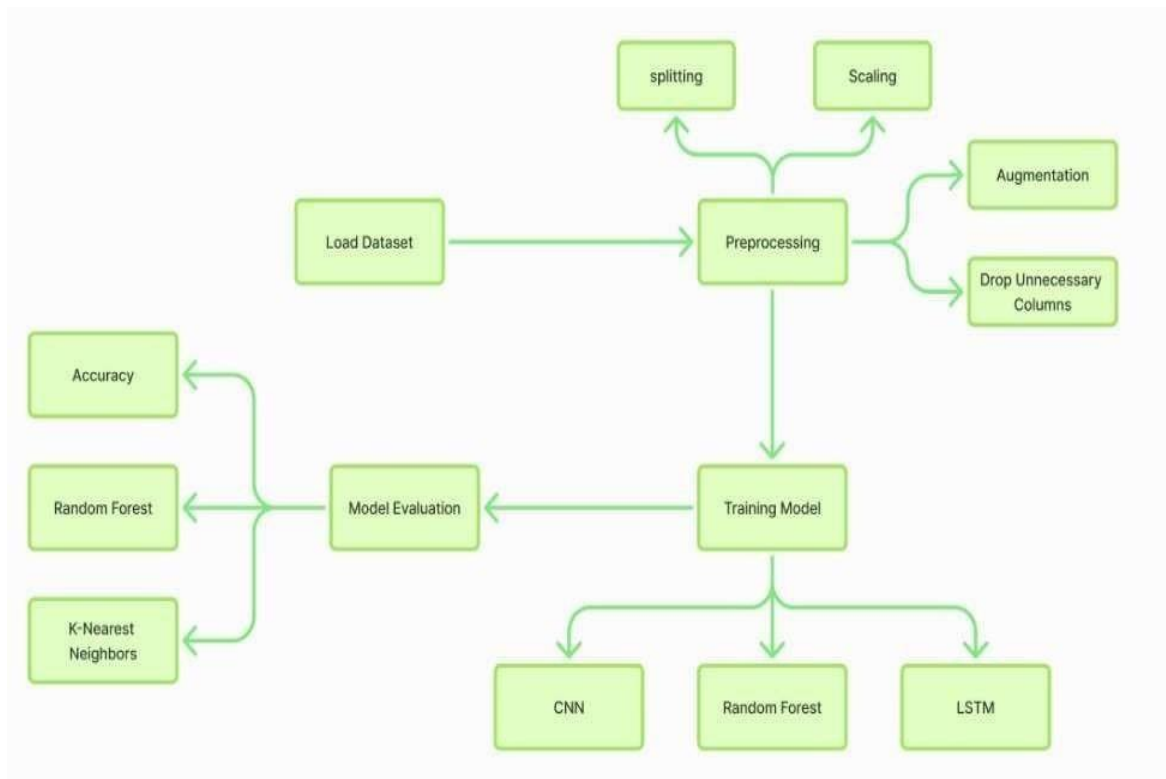 splitting
Scaling
Augmentation
Load Dataset
Preprocessing
Drop Unnecessary
Columns
Accuracy
Random Forest
Model Evaluation
Training Model
K-Nearest
Neighbors
CNN
Random Forest
LSTM